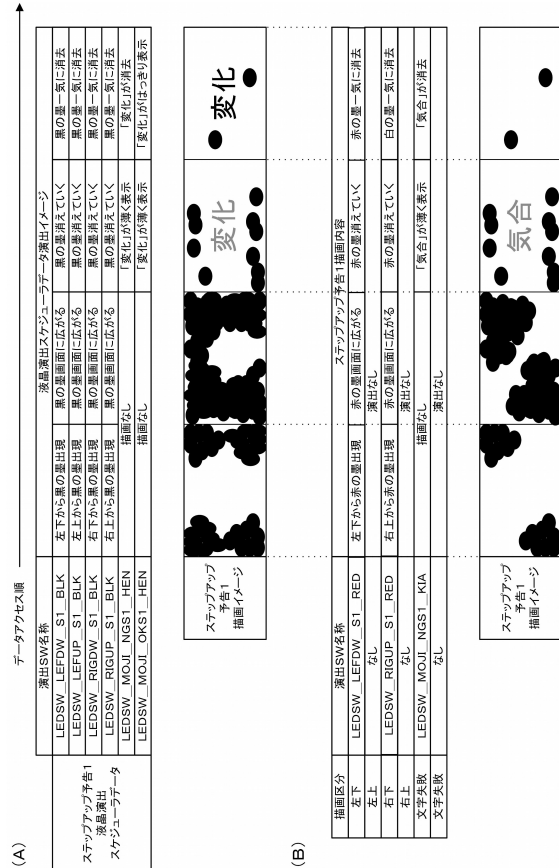 (A)
データアクセス順
ステップアップ予告1
液晶演出
スケジューラデータ
演出SW名称
液晶演出スケジューラデータ演出イメージ
LEDSW＿LEFDW＿S1＿BLK 左下から黒の墨出現 黒の墨画面に広がる 黒の墨消えていく 黒の墨一気に消去
LEDSW＿LEFUP＿S1＿BLK 左上から黒の墨出現 黒の墨画面に広がる 黒の墨消えていく 黒の墨一気に消去
LEDSW＿RIGDW＿S1＿BLK 右下から黒の墨出現 黒の墨画面に広がる 黒の墨消えていく 黒の墨一気に消去
LEDSW＿RIGUP＿S1＿BLK 右上から黒の墨出現 黒の墨画面に広がる 黒の墨消えていく 黒の墨一気に消去
LEDSW＿MOJI＿NGS1＿HEN 描画なし 「変化」が薄く表示 「変化」が消去
LEDSW＿MOJI＿OKS1＿HEN 描画なし 「変化」が薄く表示 「変化」がはっきり表示
ステップアップ
予告1
描画イメージ
変化
変化
(B)
描画区分 演出SW名称 ステップアップ予告1描画内容
左下 LEDSW＿LEFDW＿S1＿RED 左下から赤の墨出現 赤の墨画面に広がる 赤の墨消えていく 赤の墨一気に消去
左上 なし 演出なし
右下 LEDSW＿RIGUP＿S1＿RED 右上から赤の墨出現 赤の墨画面に広がる 赤の墨消えていく 白の墨一気に消去
右上 なし 演出なし
文字失敗 LEDSW＿MOJI＿NGS1＿KIA 描画なし 「気合」が薄く表示 「気合」が消去
文字失敗 なし 演出なし
ステップアップ
予告1
描画イメージ
気合